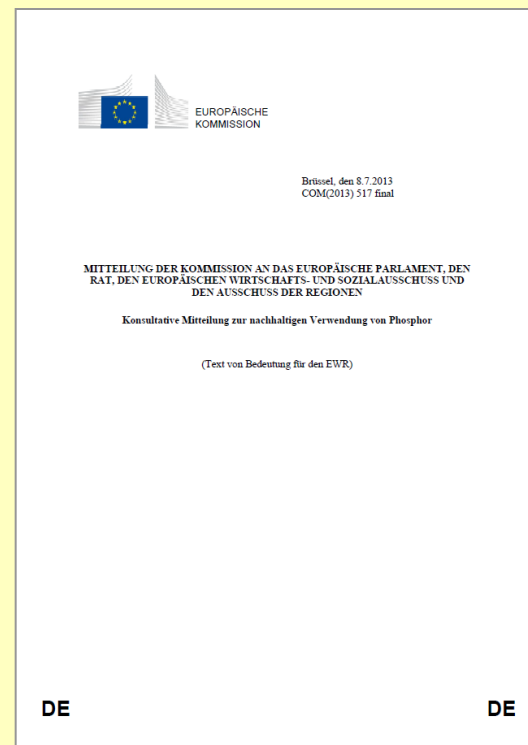 EUROPÄISCHE
KOMMISSION
Brüssel, den 8.7.2013
COM(2013) 517 final
MITTEILUNG DER KOMMISSION AN DAS EUROPÄISCHE PARLAMENT, DEN
RAT, DEN EUROPÄISCHEN WIRTSCHAFTS- UND SOZIALAUSSCHUSS UND
DEN AUSSCHUSS DER REGIONEN
Konsultative Mitteilung zur nachhaltigen Verwendung von Phosphor
(Text von Bedeutung für den EWR)
DE DE